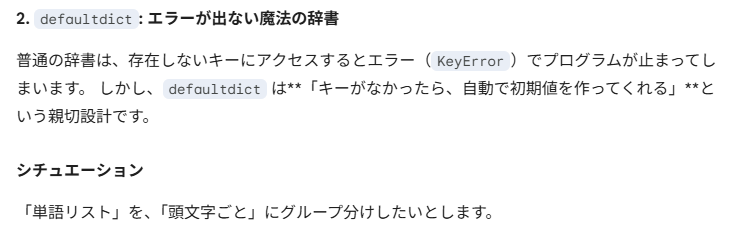 2. defaultdict: エラーが出ない魔法の辞書
普通の辞書は、存在しないキーにアクセスするとエラー（KeyError）でプログラムが止まってし
まいます。 しかし、 defaultdict は**「キーがなかったら、自動で初期値を作ってくれる」**と
いう親切設計です。
シチュエーション
「単語リスト」を、「頭文字ごと」にグループ分けしたいとします。